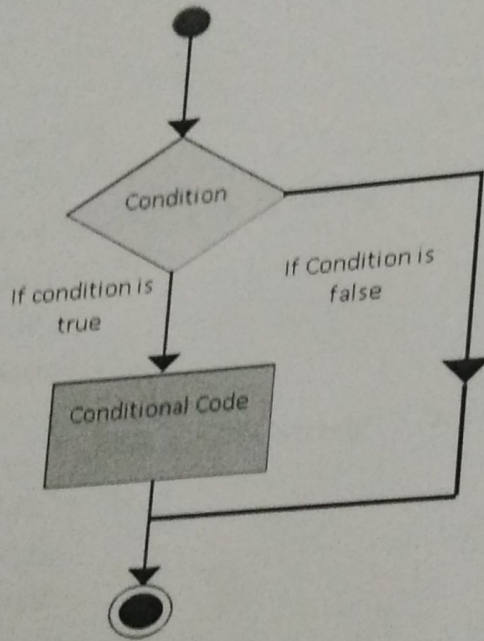 Condition
If condition is
true
If Condition is
false
Conditional Code